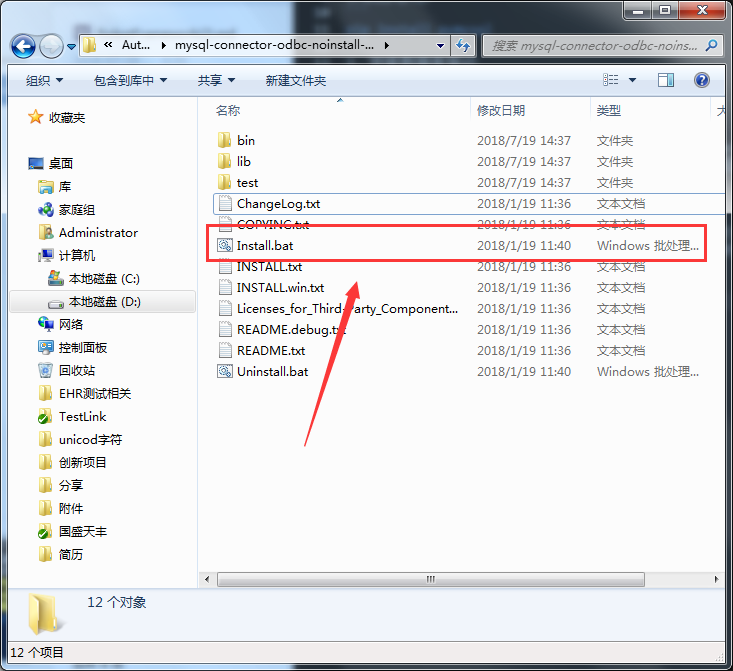 « Aut... ▸ mysql-connector-odbc-noinstall-... ▸
搜索 mysql-connector-odbc-noins...
组织 包含到库中 共享 新建文件夹
名称 修改日期 类型 大
收藏夹
桌面
库
家庭组
Administrator
计算机
本地磁盘 (C:)
本地磁盘 (D:)
网络
控制面板
回收站
EHR测试相关
TestLink
unicod字符
创新项目
分享
附件
国盛天丰
简历
bin 2018/7/19 14:37 文件夹
lib 2018/7/19 14:37 文件夹
test 2018/7/19 14:37 文件夹
ChangeLog.txt 2018/1/19 11:36 文本文档
COPYING.txt 2018/1/19 11:36 文本文档
Install.bat 2018/1/19 11:40 Windows 批处理...
INSTALL.txt 2018/1/19 11:36 文本文档
INSTALL.win.txt 2018/1/19 11:36 文本文档
Licenses_for_Third-Party_Component... 2018/1/19 11:36 文本文档
README.debug.txt 2018/1/19 11:36 文本文档
README.txt 2018/1/19 11:36 文本文档
Uninstall.bat 2018/1/19 11:40 Windows 批处理...
12 个对象
12 个项目